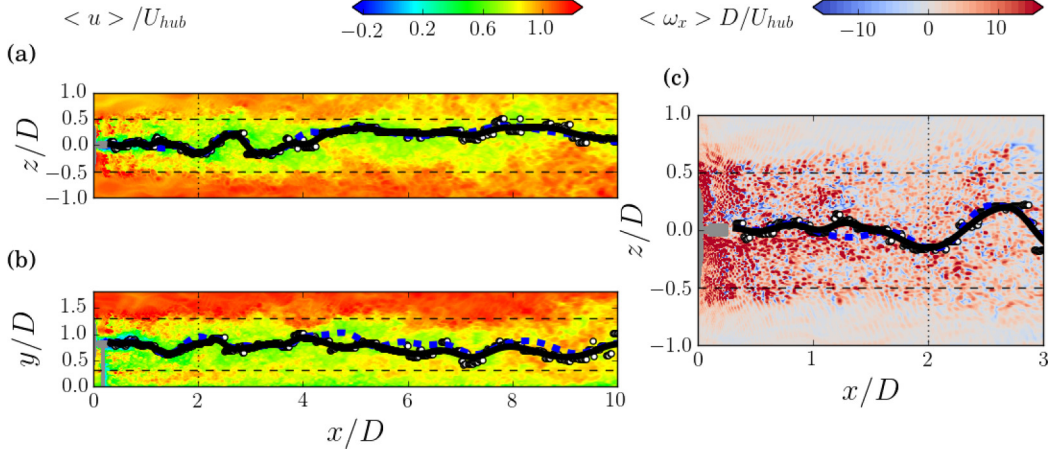 < u > /U_hub
−0.2 0.2 0.6 1.0
< ω_x > D/U_hub
−10 0 10
(a)
1.0
0.5
0.0
−0.5
−1.0
z/D
(b)
1.5
1.0
0.5
0.0
y/D
0 2 4 6 8 10
x/D
(c)
1.0
0.5
0.0
−0.5
−1.0
z/D
0 1 2 3
x/D